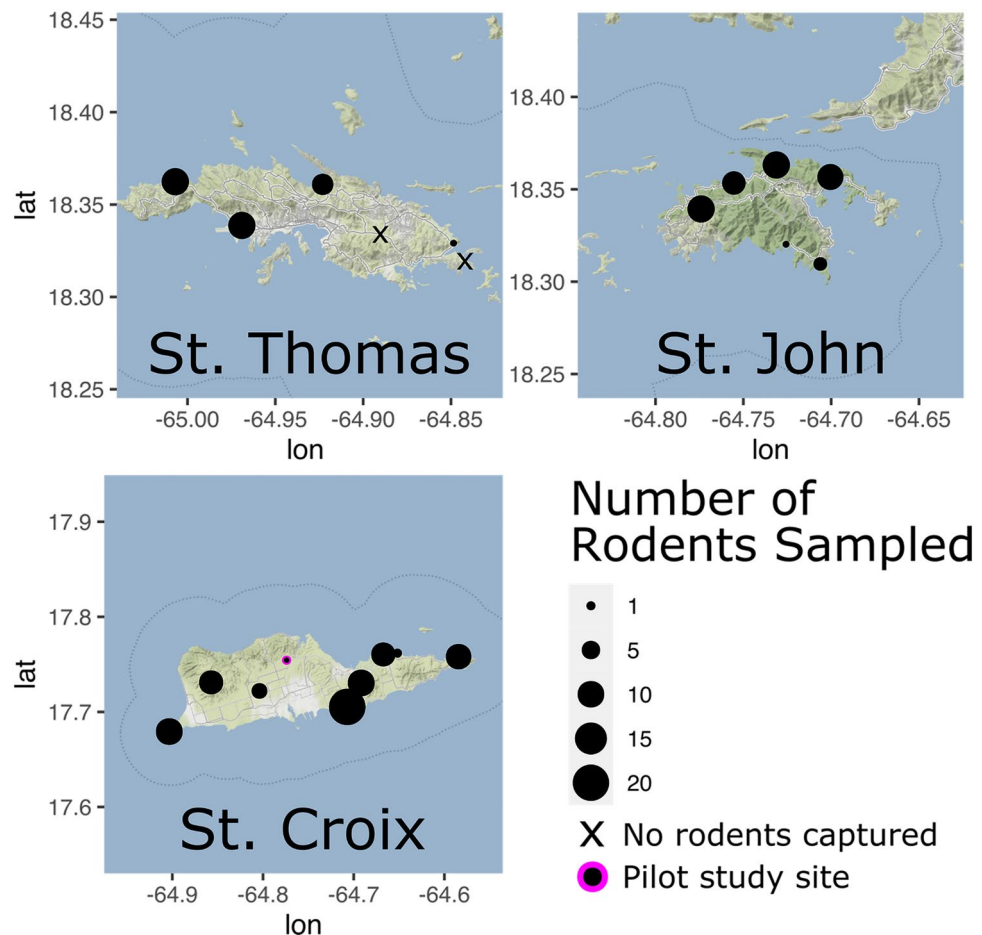 18.45
18.40
18.35
18.30
18.25
lat
St. Thomas
X
X
-65.00 -64.95 -64.90 -64.85
lon
18.40
18.35
18.30
18.25
St. John
-64.80 -64.75 -64.70 -64.65
lon
17.9
17.8
17.7
17.6
lat
St. Croix
-64.9 -64.8 -64.7 -64.6
lon
Number of
Rodents Sampled
1
5
10
15
20
X No rodents captured
Pilot study site